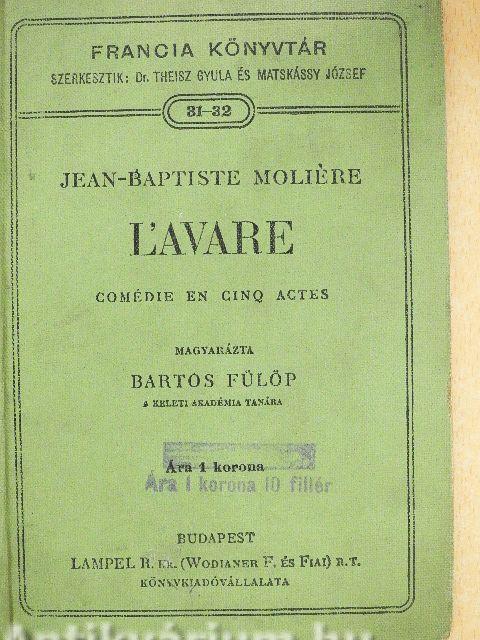 FRANCIA KÖNYVTÁR
SZERKESZTIK: Dr. THEISZ GYULA ÉS MATSKÁSSY JÓZSEF
31–32
JEAN-BAPTISTE MOLIÈRE
L'AVARE
COMÉDIE EN CINQ ACTES
MAGYARÁZTA
BARTOS FÜLÖP
A KELETI AKADÉMIA TANÁRA
Ára 1 korona
Ára 1 korona 10 fillér
BUDAPEST
LAMPEL R. KK. (WODIANER F. ÉS FIAI) R.T.
KÖNYVKIADÓVÁLLALATA
Antikvárium.hu